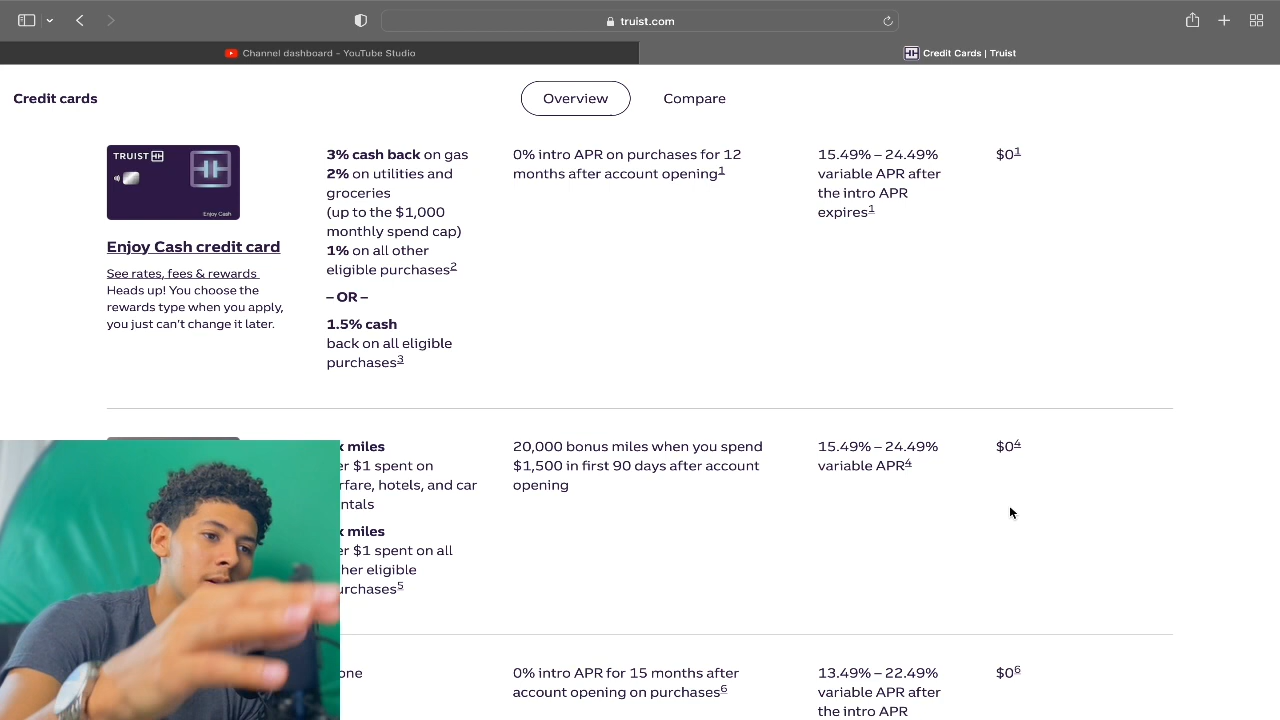 truist.com
Channel dashboard – YouTube Studio
Credit Cards | Truist
Credit cards
Overview
Compare
TRUIST
Enjoy Cash
Enjoy Cash credit card
See rates, fees & rewards
Heads up! You choose the
rewards type when you apply,
you just can't change it later.
3% cash back on gas
2% on utilities and
groceries
(up to the $1,000
monthly spend cap)
1% on all other
eligible purchases2
– OR –
1.5% cash
back on all eligible
purchases3
0% intro APR on purchases for 12
months after account opening1
15.49% – 24.49%
variable APR after
the intro APR
expires1
$01
x miles
er $1 spent on
rfare, hotels, and car
ntals
x miles
er $1 spent on all
her eligible
urchases5
20,000 bonus miles when you spend
$1,500 in first 90 days after account
opening
15.49% – 24.49%
variable APR4
$04
one
0% intro APR for 15 months after
account opening on purchases6
13.49% – 22.49%
variable APR after
the intro APR
$06